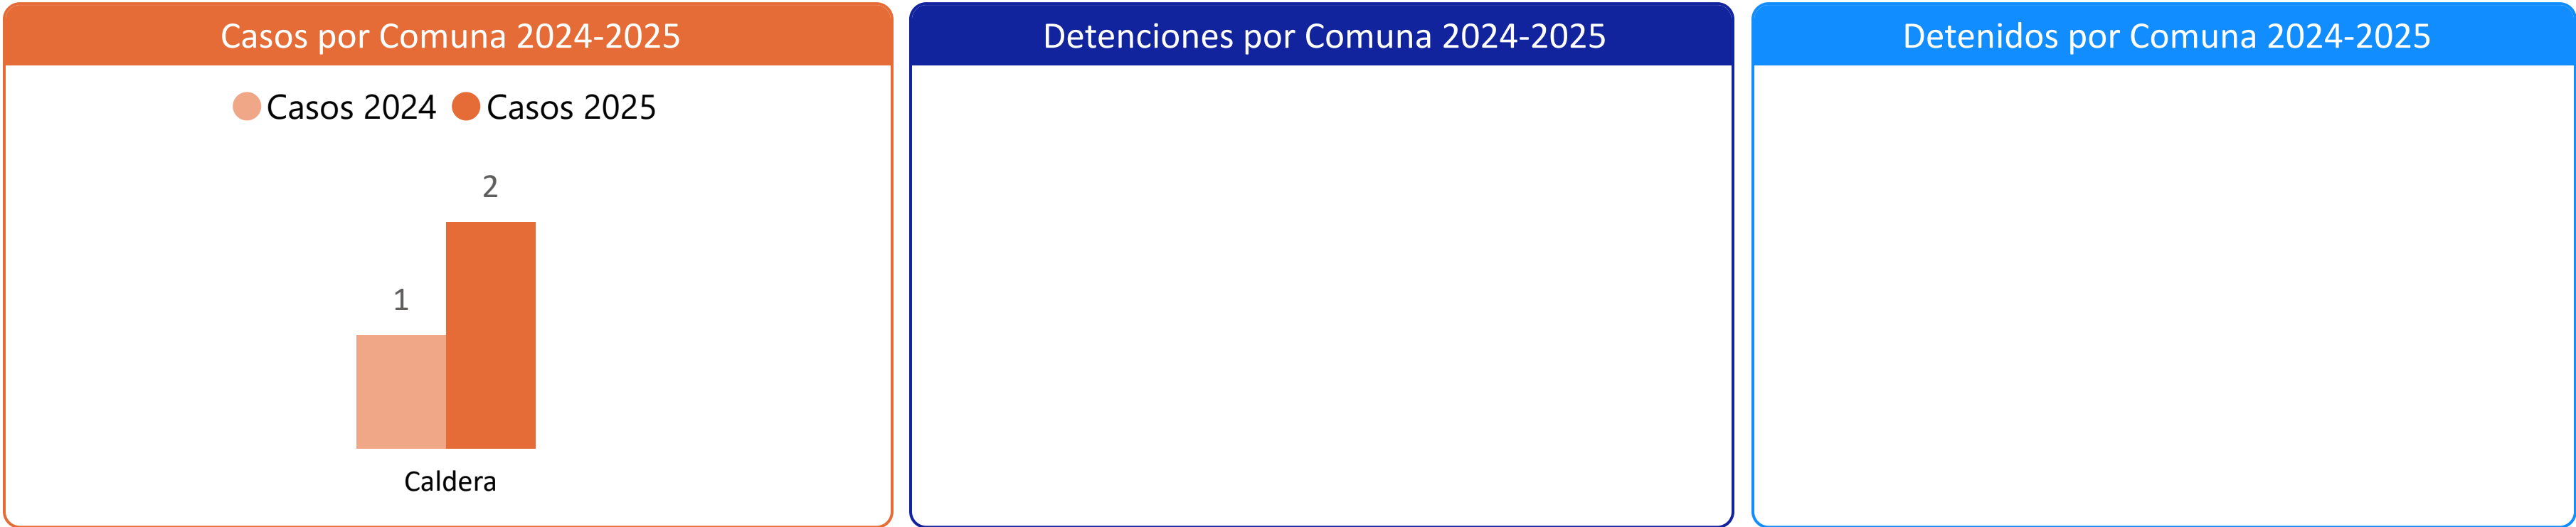 Casos por Comuna 2024-2025
Casos 2024 Casos 2025
2
1
Caldera
Detenciones por Comuna 2024-2025
Detenidos por Comuna 2024-2025